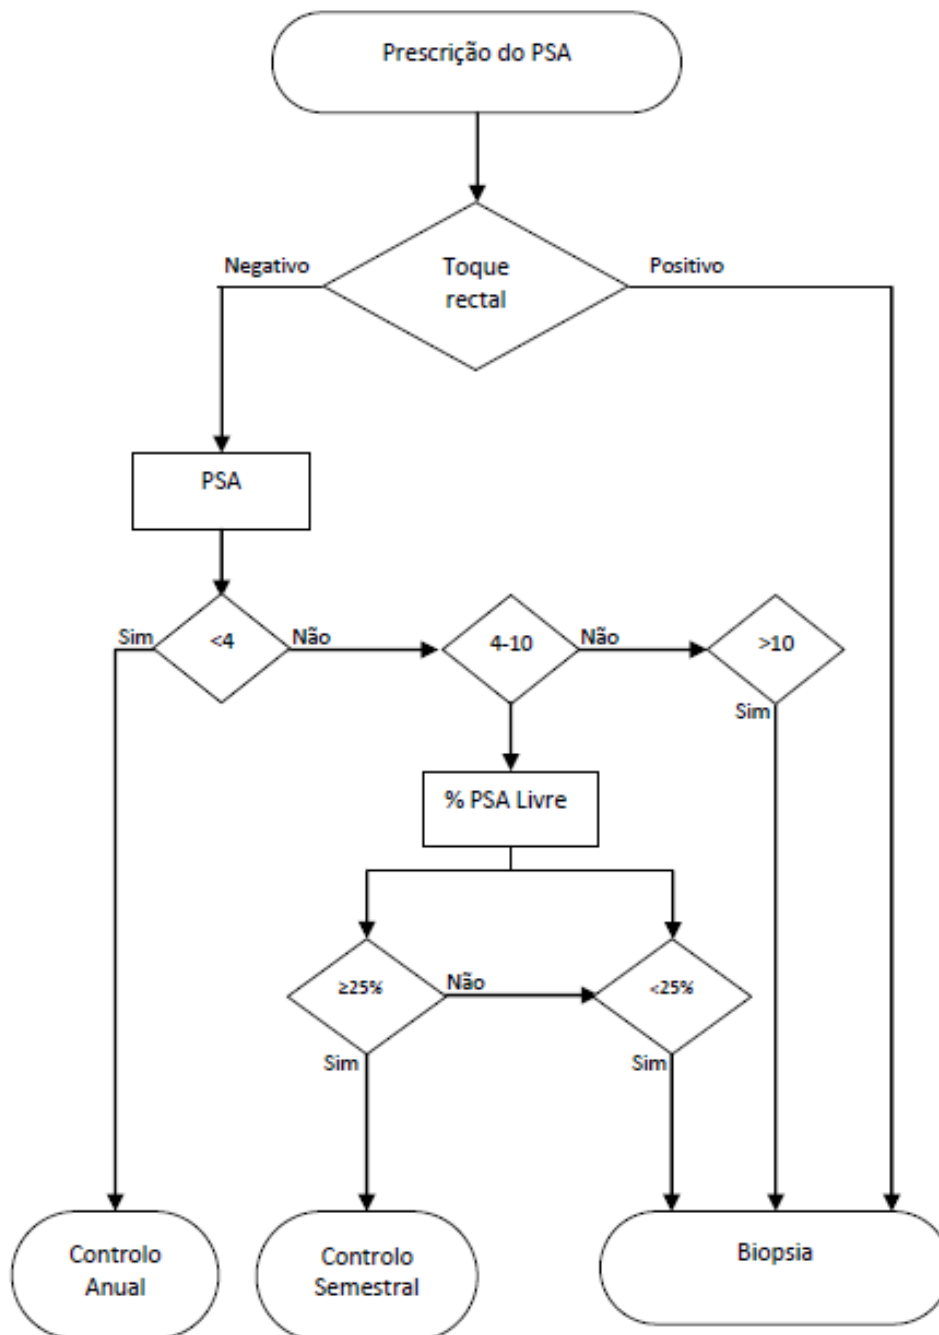 Prescrição do PSA
Negativo
Toque
rectal
Positivo
PSA
Sim
<4
Não
4-10
Não
>10
Sim
% PSA Livre
≥25%
Não
<25%
Sim
Sim
Controlo
Anual
Controlo
Semestral
Biopsia